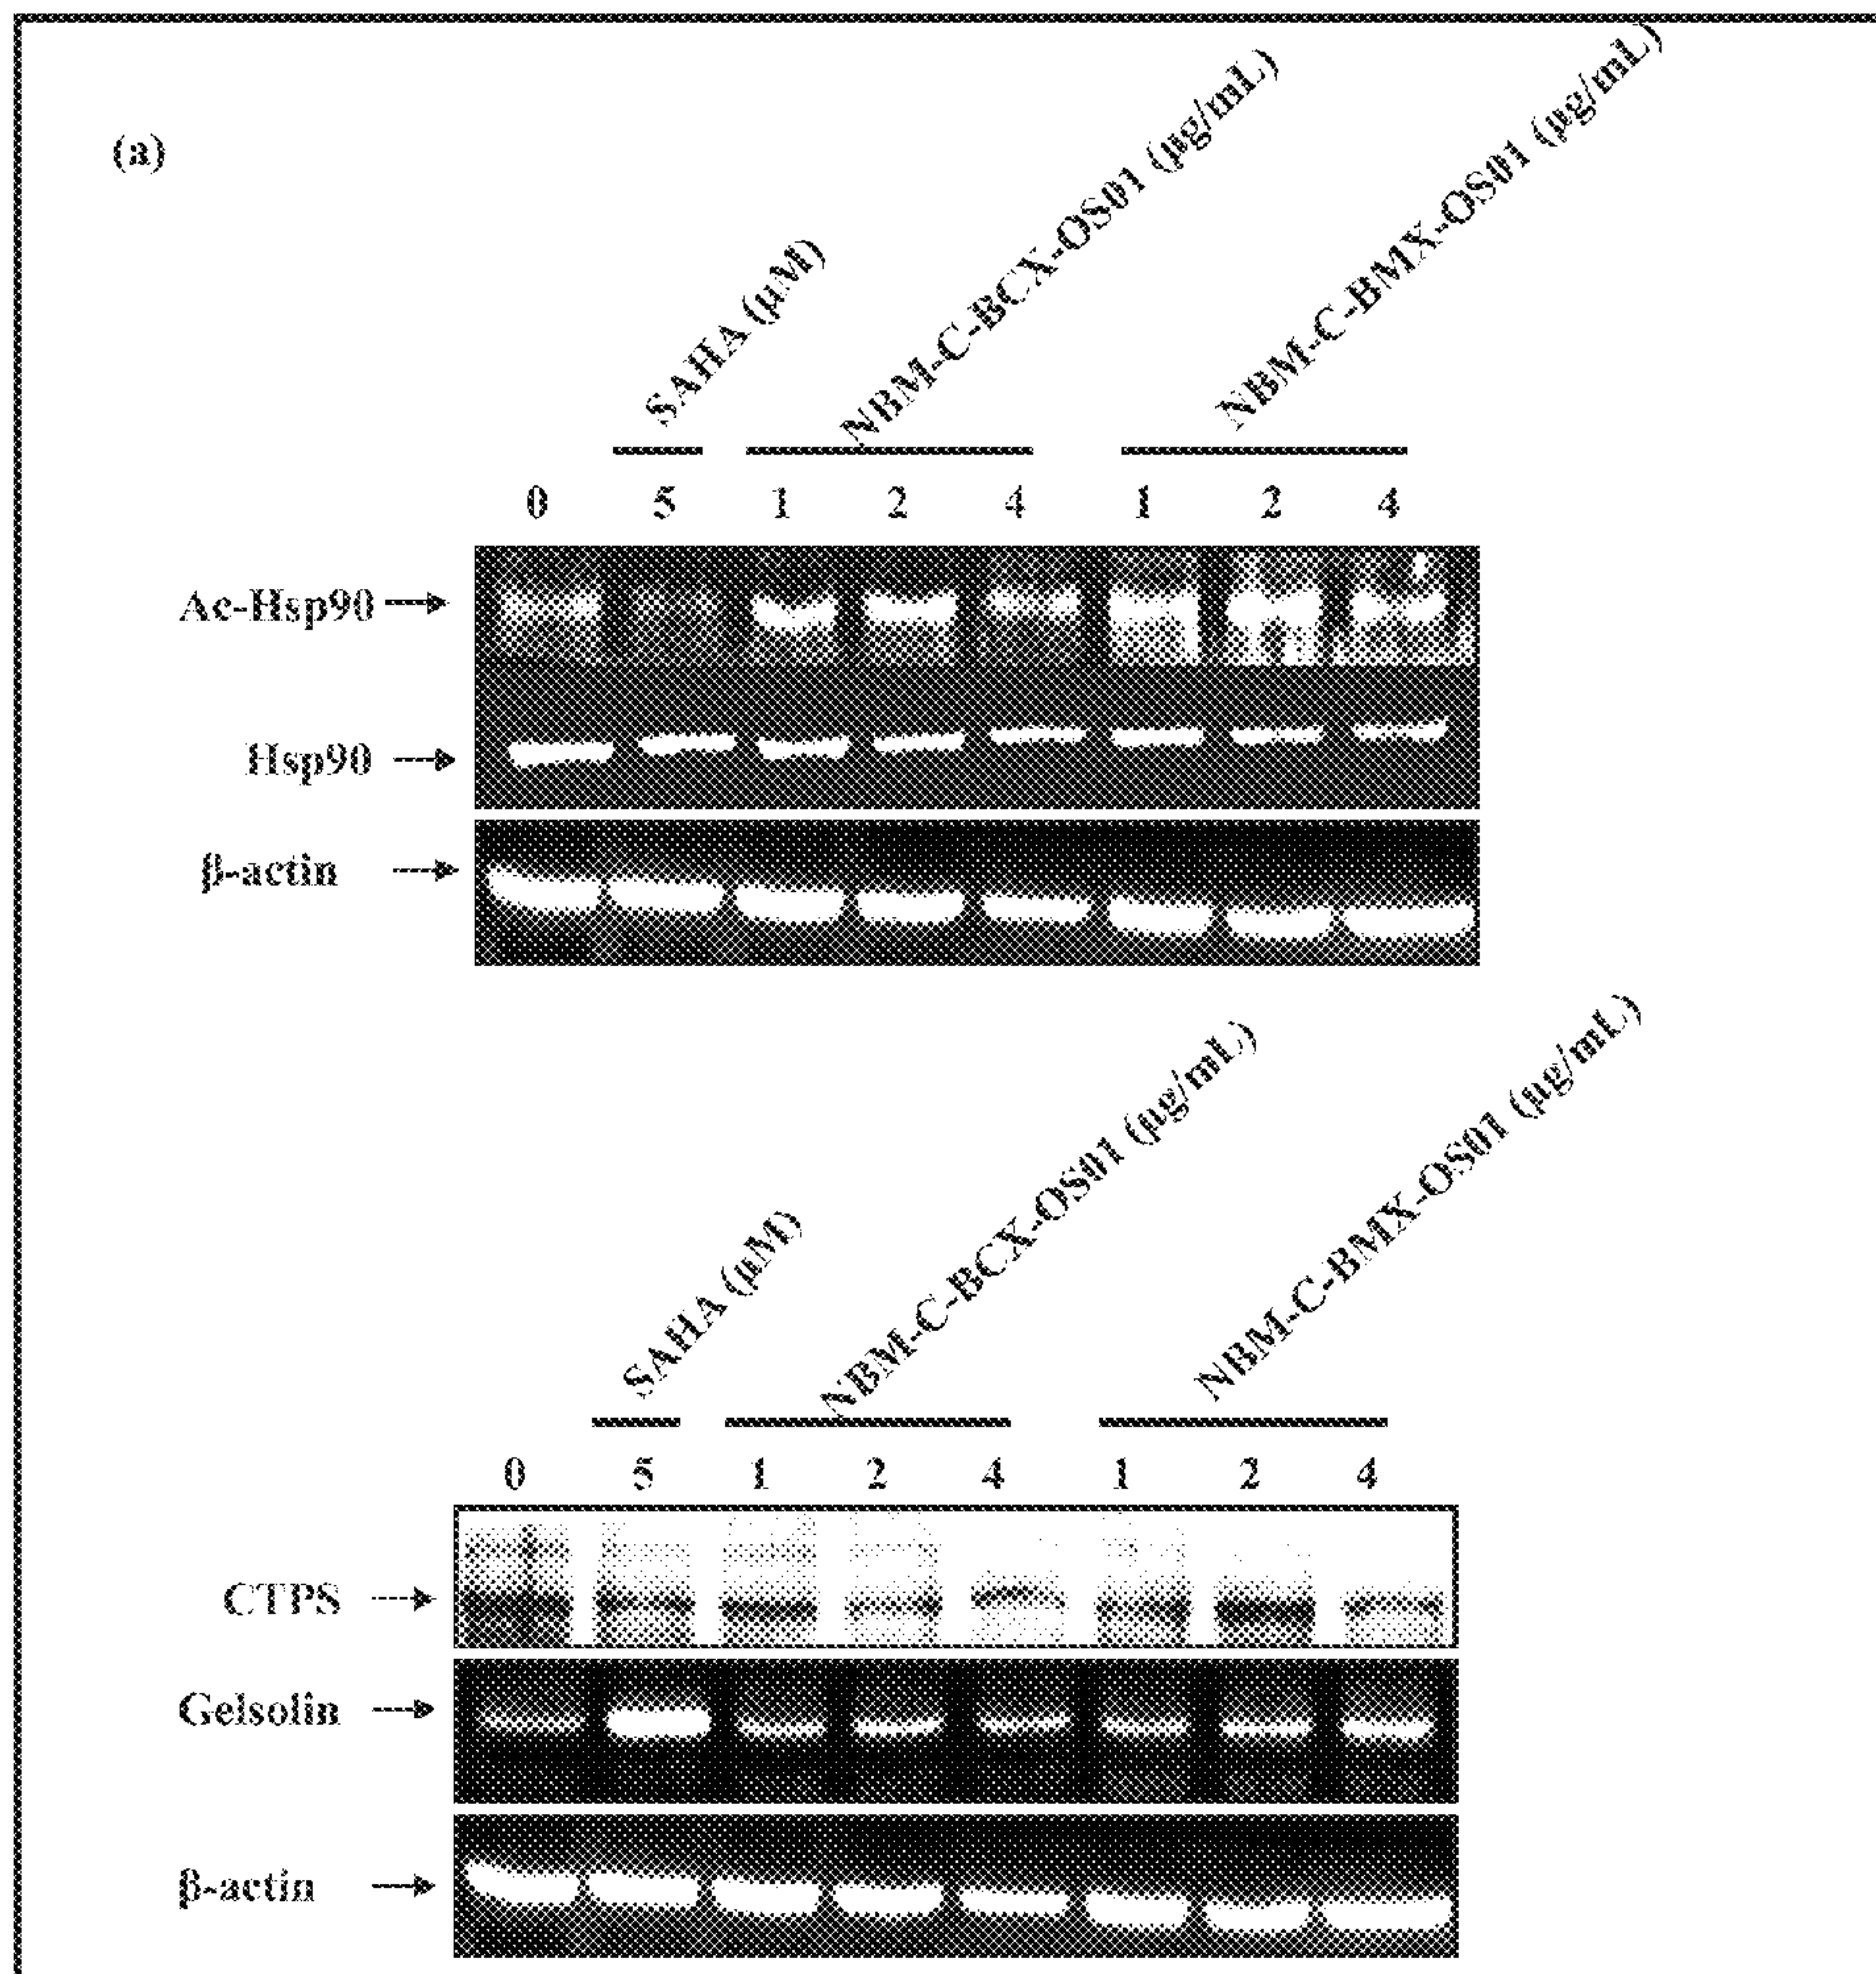 (a)
SAHA (µM)
NBM-C-BCX-OS01 (µg/mL)
NBM-C-BMX-OS01 (µg/mL)
0 5 1 2 4 1 2 4
Ac-Hsp90
Hsp90
β-actin
SAHA (µM)
NBM-C-BCX-OS01 (µg/mL)
NBM-C-BMX-OS01 (µg/mL)
0 5 1 2 4 1 2 4
CTPS
Gelsolin
β-actin